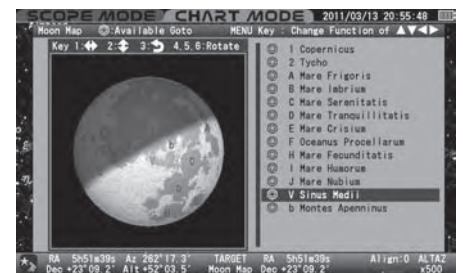 SCOPE MODE CHART MODE 2011/03/13 20:55:48
Moon Map ◎:Available Goto MENU Key : Change Function of ▲▼◀▶
Key 1:↔ 2:↕ 3:⮌ 4,5,6:Rotate
1 Copernicus
2 Tycho
A Mare Frigoris
B Mare Imbrium
C Mare Serenitatis
D Mare Tranquillitatis
E Mare Crisium
F Oceanus Procellarum
H Mare Fecunditatis
I Mare Humorum
J Mare Nubium
V Sinus Medii
b Montes Apenninus
b
RA 5h51m39s Az 262°17.3' TARGET RA 5h51m39s Align:0 ALTAZ
Dec +23°09.2' Alt +52°03.5' Moon Map Dec +23°09.2' x500